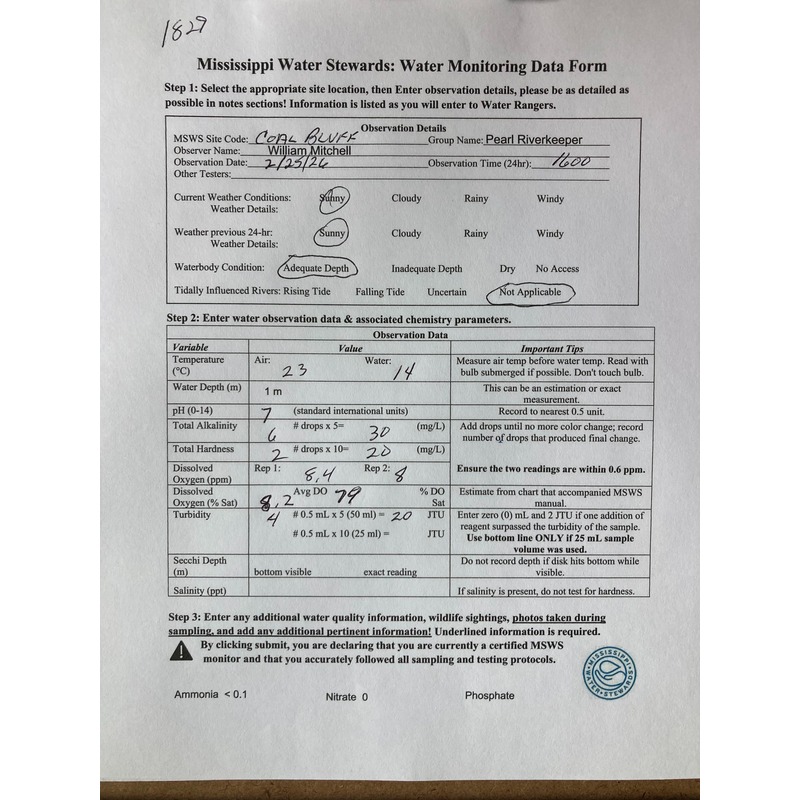 1829
Mississippi Water Stewards: Water Monitoring Data Form
Step 1: Select the appropriate site location, then Enter observation details, please be as detailed as
possible in notes sections! Information is listed as you will enter to Water Rangers.
Observation Details
MSWS Site Code: COAL BLUFF Group Name: Pearl Riverkeeper
Observer Name: William Mitchell
Observation Date: 2/25/26 Observation Time (24hr): 1600
Other Testers:
Current Weather Conditions: Sunny Cloudy Rainy Windy
Weather Details:
Weather previous 24-hr: Sunny Cloudy Rainy Windy
Weather Details:
Waterbody Condition: Adequate Depth Inadequate Depth Dry No Access
Tidally Influenced Rivers: Rising Tide Falling Tide Uncertain Not Applicable
Step 2: Enter water observation data & associated chemistry parameters.
Observation Data
Variable Value Important Tips
Temperature Air: Water: Measure air temp before water temp. Read with
(°C) 23 14 bulb submerged if possible. Don't touch bulb.
Water Depth (m) 1 m This can be an estimation or exact
measurement.
pH (0-14) 7 (standard international units) Record to nearest 0.5 unit.
Total Alkalinity 6 # drops x 5= 30 (mg/L) Add drops until no more color change; record
number of drops that produced final change.
Total Hardness 2 # drops x 10= 20 (mg/L)
Dissolved Rep 1: 8,4 Rep 2: 8 Ensure the two readings are within 0.6 ppm.
Oxygen (ppm)
Dissolved 8,2 Avg DO 79 % DO Estimate from chart that accompanied MSWS
Oxygen (% Sat) Sat manual.
Turbidity 4 # 0.5 mL x 5 (50 ml) = 20 JTU Enter zero (0) mL and 2 JTU if one addition of
reagent surpassed the turbidity of the sample.
# 0.5 mL x 10 (25 ml) = JTU Use bottom line ONLY if 25 mL sample
volume was used.
Secchi Depth Do not record depth if disk hits bottom while
(m) bottom visible exact reading visible.
Salinity (ppt) If salinity is present, do not test for hardness.
Step 3: Enter any additional water quality information, wildlife sightings, photos taken during
sampling, and add any additional pertinent information! Underlined information is required.
By clicking submit, you are declaring that you are currently a certified MSWS
monitor and that you accurately followed all sampling and testing protocols.
MISSISSIPPI
WATER STEWARDS
Ammonia < 0.1 Nitrate 0 Phosphate